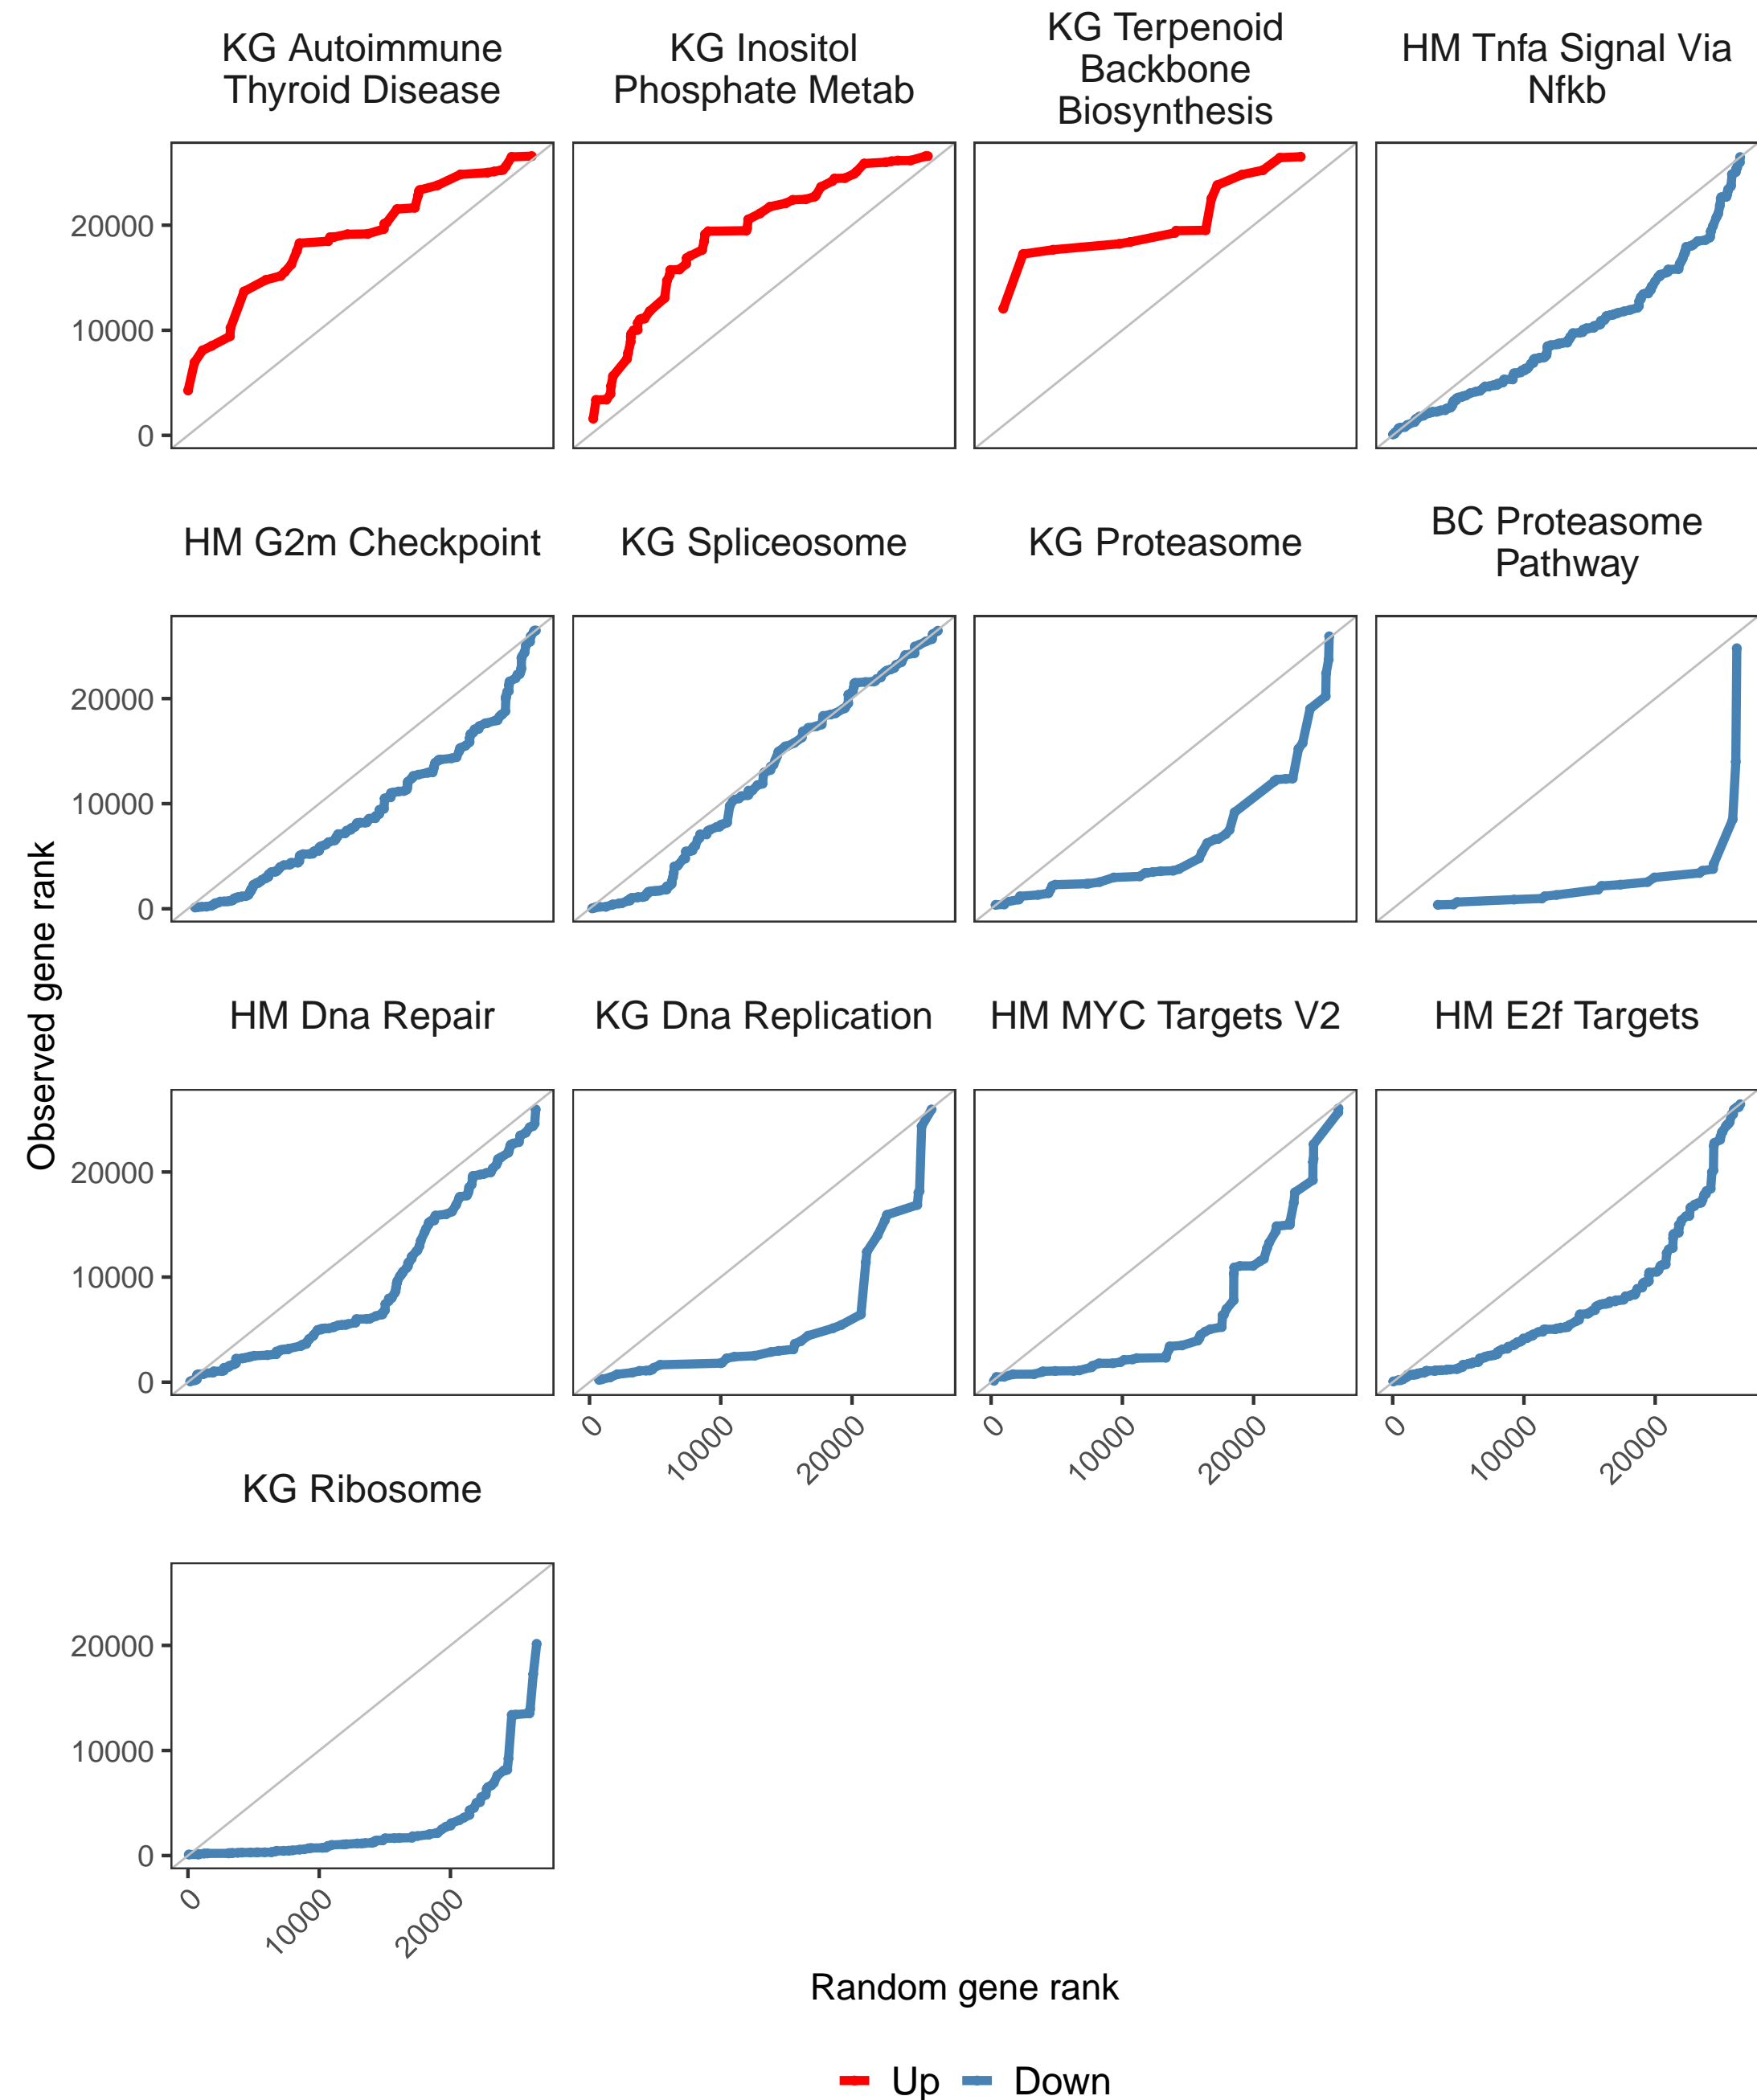 KG Autoimmune
Thyroid Disease
KG Inositol
Phosphate Metab
KG Terpenoid
Backbone
Biosynthesis
HM Tnfa Signal Via
Nfkb
20000
10000
0
HM G2m Checkpoint
KG Spliceosome
KG Proteasome
BC Proteasome
Pathway
20000
10000
0
Observed gene rank
HM Dna Repair
KG Dna Replication
HM MYC Targets V2
HM E2f Targets
20000
10000
0
0 10000 20000
0 10000 20000
0 10000 20000
KG Ribosome
20000
10000
0
0 10000 20000
Random gene rank
Up Down